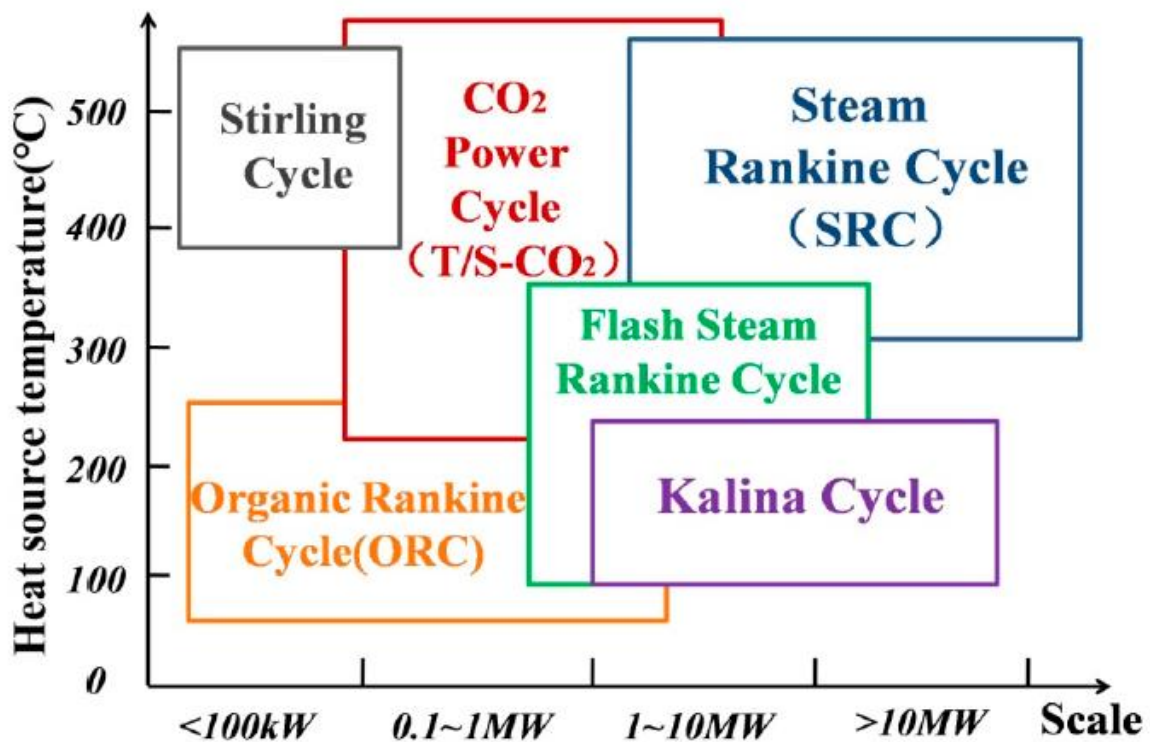 Heat source temperature(°C)
500
400
300
200
100
0
Stirling
Cycle
CO₂
Power
Cycle
（T/S-CO₂）
Steam
Rankine Cycle
（SRC）
Flash Steam
Rankine Cycle
Organic Rankine
Cycle(ORC)
Kalina Cycle
<100kW
0.1~1MW
1~10MW
>10MW
Scale